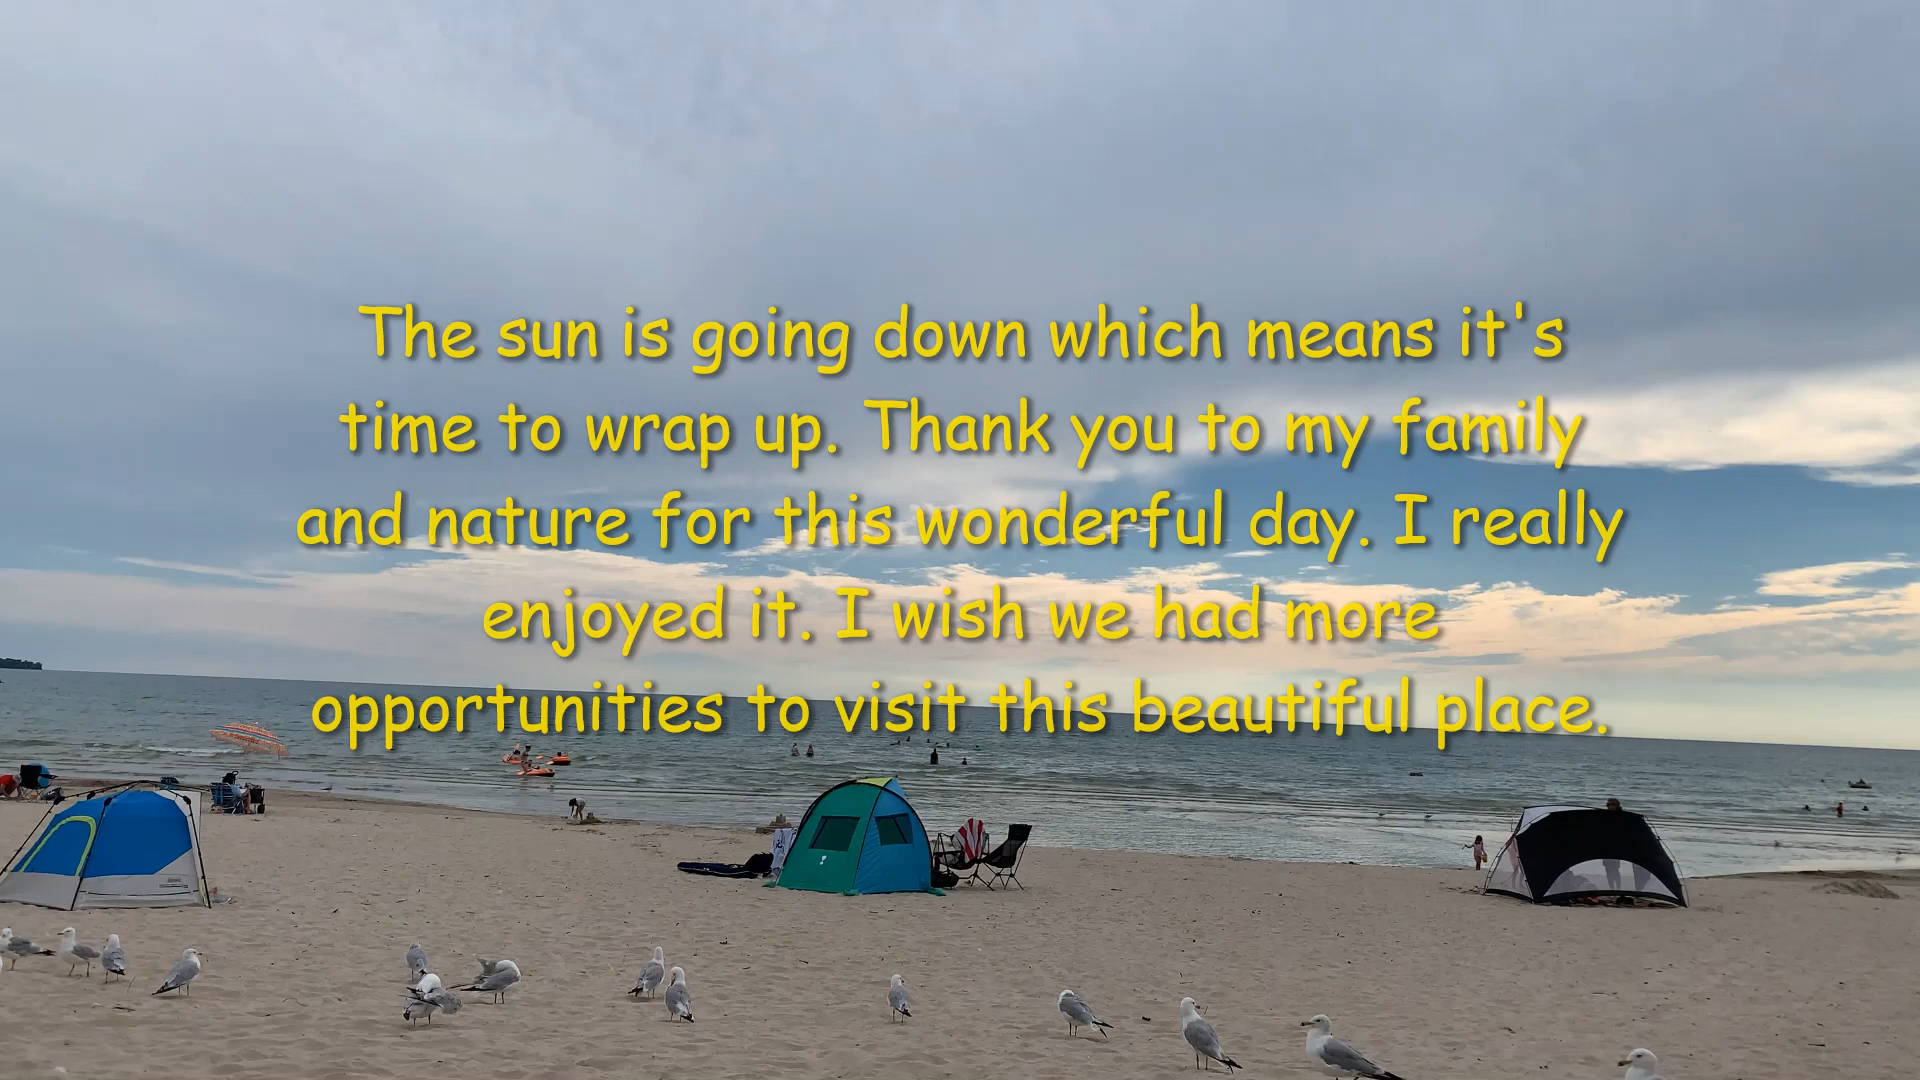 The sun is going down which means it's
time to wrap up. Thank you to my family
and nature for this wonderful day. I really
enjoyed it. I wish we had more
opportunities to visit this beautiful place.